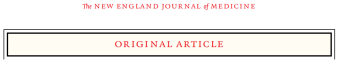 The NEW ENGLAND JOURNAL of MEDICINE
ORIGINAL ARTICLE